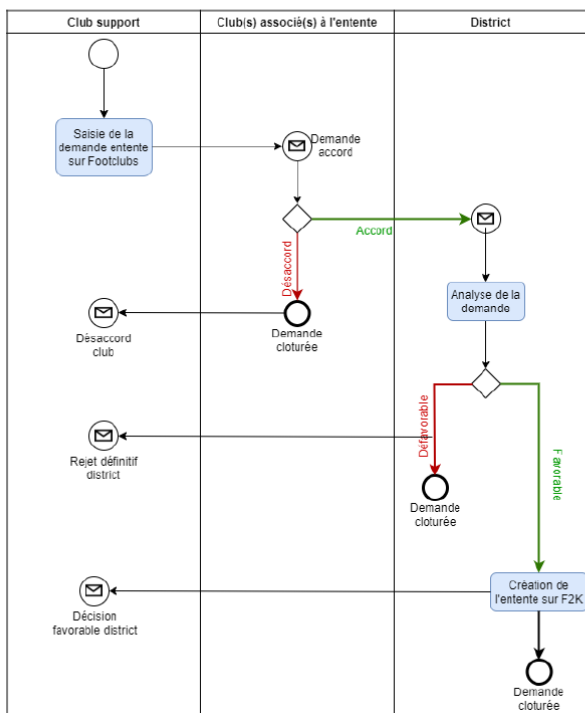 Club support
Club(s) associé(s) à l'entente
District
Saisie de la
demande entente
sur Footclubs
Demande
accord
Accord
Désaccord
Analyse de la
demande
Désaccord
club
Demande
cloturée
Défavorable
Favorable
Rejet définitif
district
Demande
cloturée
Création de
l'entente sur F2K
Décision
favorable district
Demande
cloturée